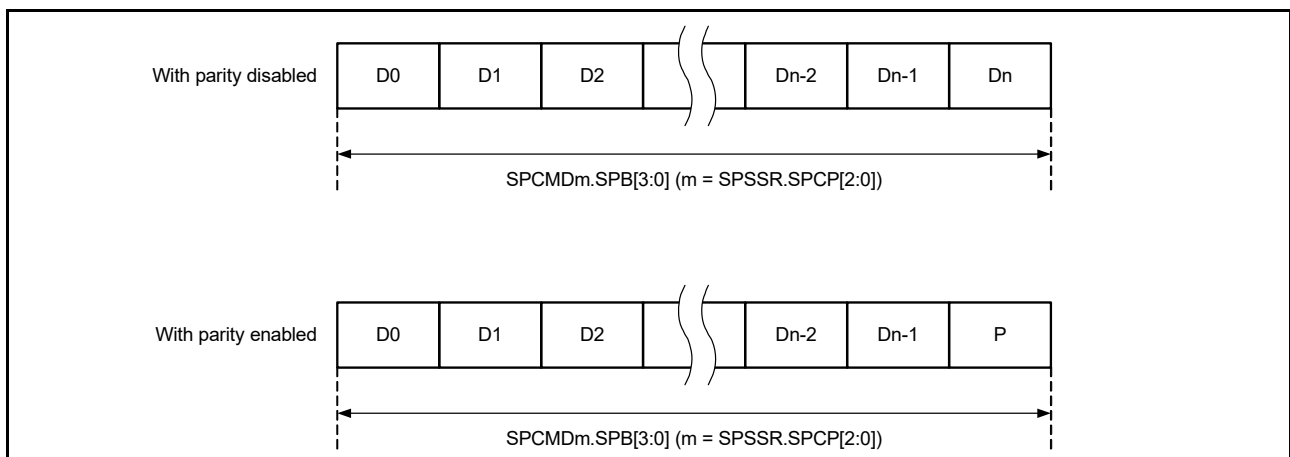 With parity disabled D0 D1 D2 Dn-2 Dn-1 Dn
SPCMDm.SPB[3:0] (m = SPSSR.SPCP[2:0])
With parity enabled D0 D1 D2 Dn-2 Dn-1 P
SPCMDm.SPB[3:0] (m = SPSSR.SPCP[2:0])